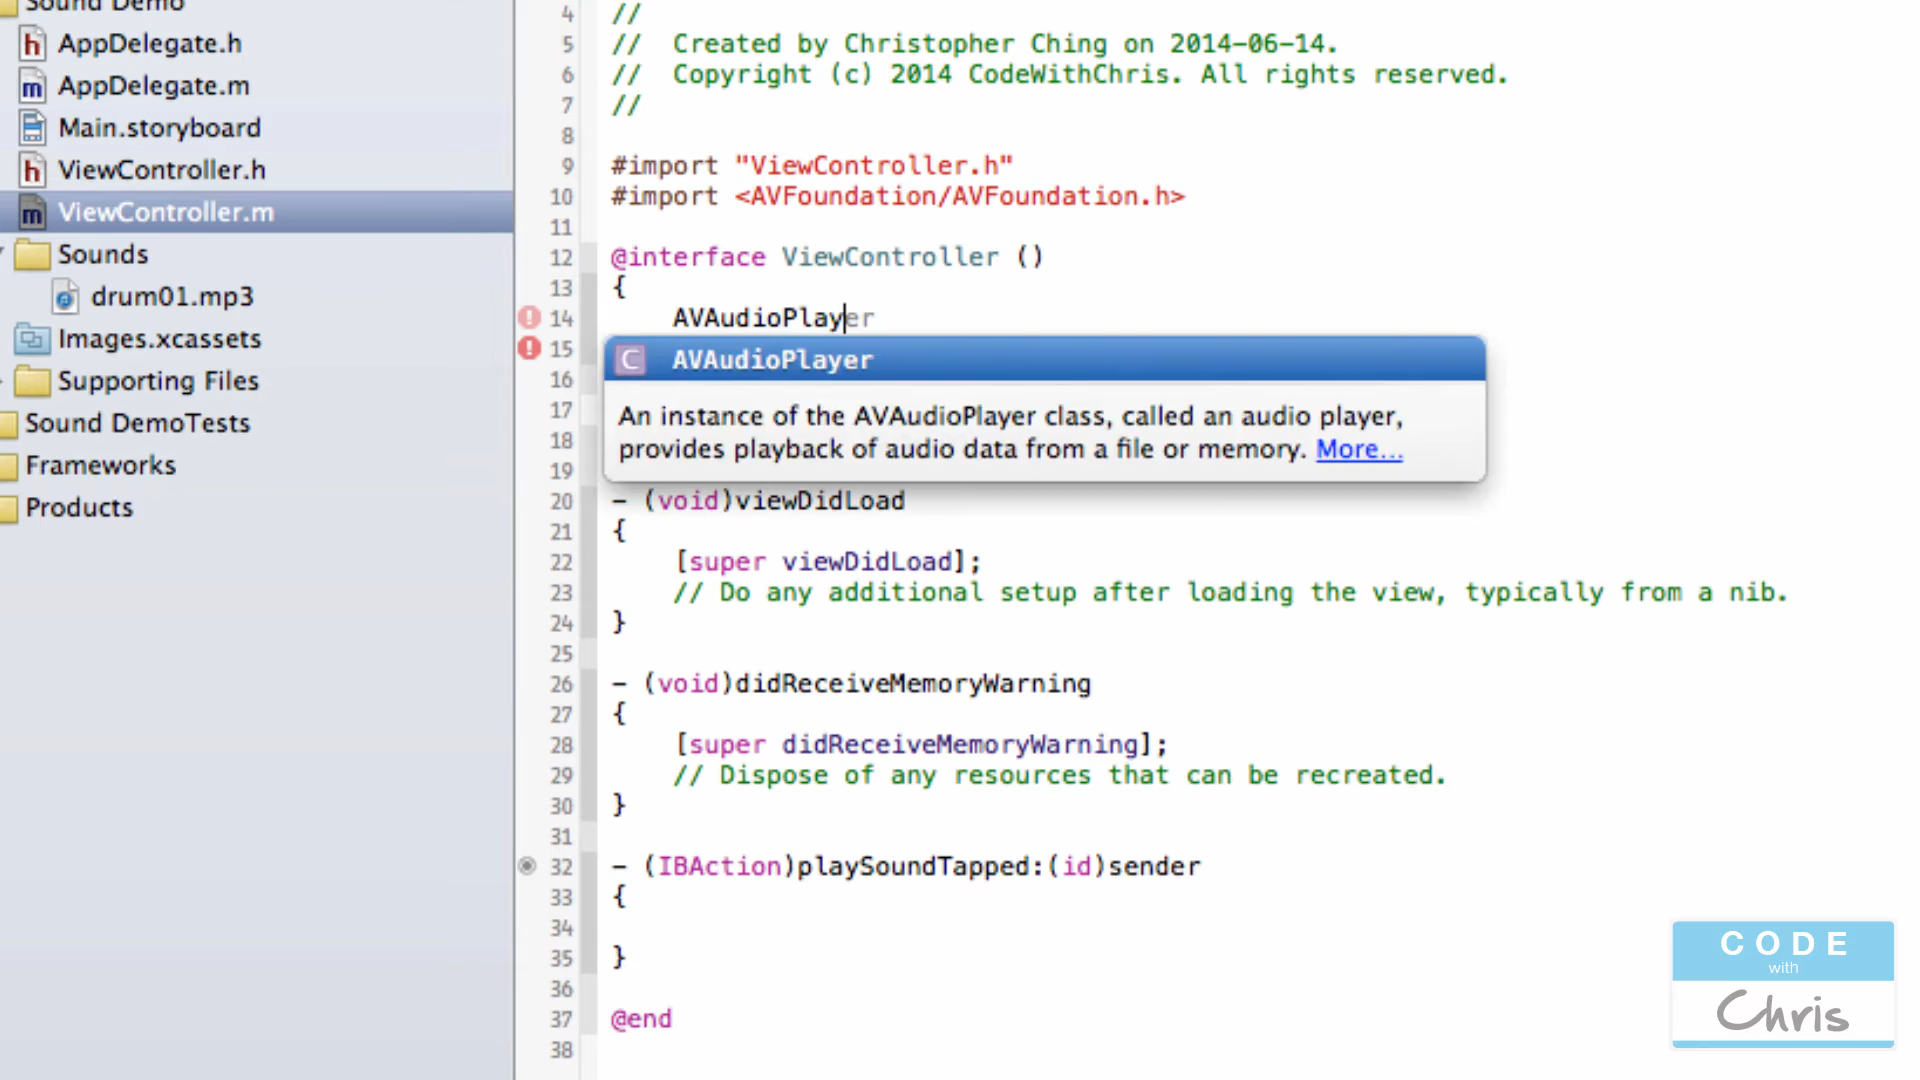 Sound Demo
AppDelegate.h
AppDelegate.m
Main.storyboard
ViewController.h
ViewController.m
Sounds
drum01.mp3
Images.xcassets
Supporting Files
Sound DemoTests
Frameworks
Products
4 //
5 // Created by Christopher Ching on 2014-06-14.
6 // Copyright (c) 2014 CodeWithChris. All rights reserved.
7 //
8
9 #import "ViewController.h"
10 #import <AVFoundation/AVFoundation.h>
11
12 @interface ViewController ()
13 {
14 AVAudioPlayer
15
C AVAudioPlayer
16
17 An instance of the AVAudioPlayer class, called an audio player,
18 provides playback of audio data from a file or memory. More...
19
20 - (void)viewDidLoad
21 {
22 [super viewDidLoad];
23 // Do any additional setup after loading the view, typically from a nib.
24 }
25
26 - (void)didReceiveMemoryWarning
27 {
28 [super didReceiveMemoryWarning];
29 // Dispose of any resources that can be recreated.
30 }
31
32 - (IBAction)playSoundTapped:(id)sender
33 {
34
35 }
36
37 @end
38
CODE
with
Chris